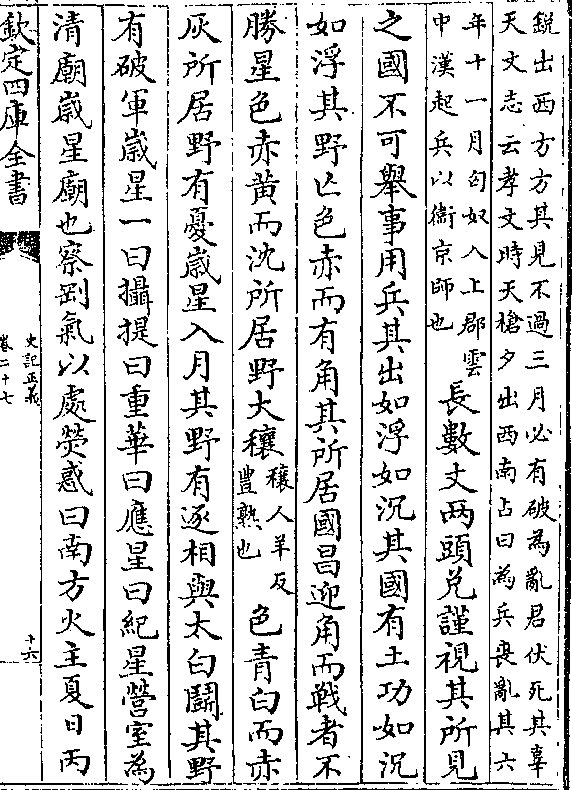 銳出西方方其見不過三月必有破為亂君伏死其辜
天文志云孝文時天槍夕出西南占曰為兵喪亂其六
年十一月匈奴入上郡雲
中漢起兵以衛京師也
長數丈兩頭兌謹視其所見
之國不可舉事用兵其出如浮如沉其國有土功如沉
如浮其野亡色赤而有角其所居國昌迎角而戰者不
勝星色赤黃而沈所居野大穰
穰人羊反
豐熟也
色青白而赤
灰所居野有憂歲星入月其野有逐相與太白鬬其野
有破軍歲星一曰攝提曰重華曰應星曰紀星營室為
清廟歲星廟也察剛氣以處熒惑曰南方火主夏日丙
欽定四庫全書
史記正義
卷二十七
十六